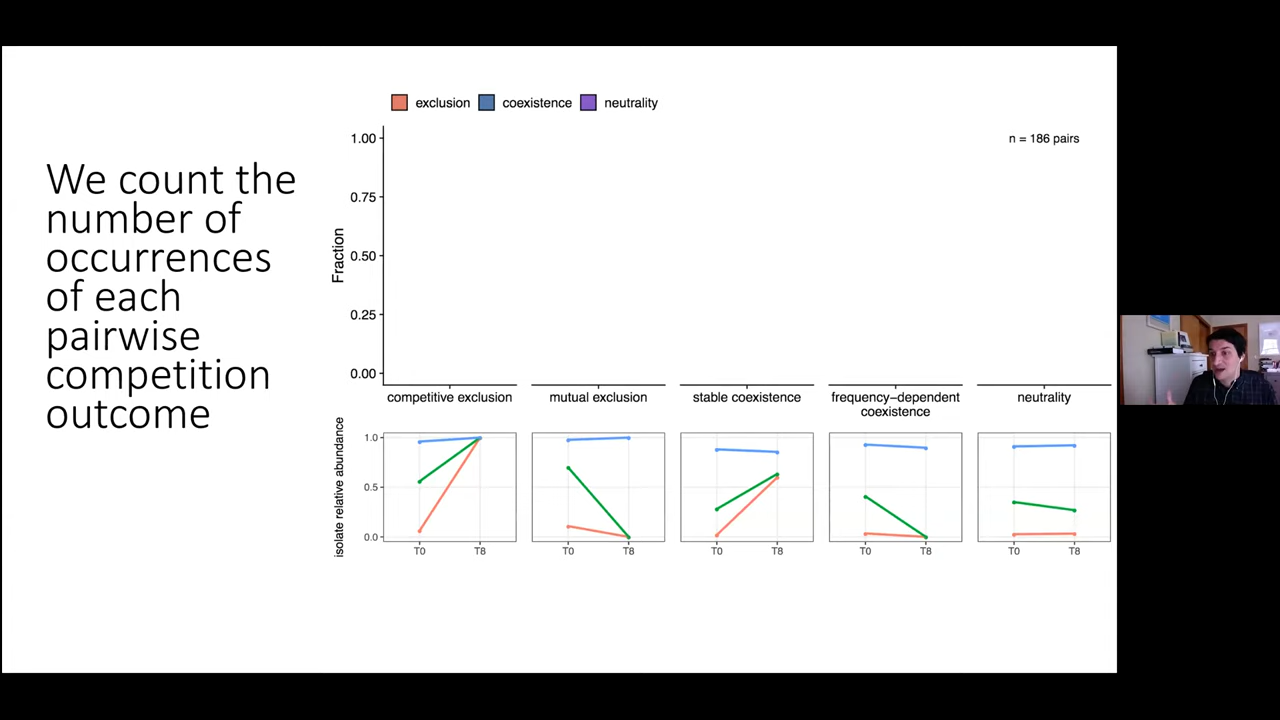 We count the
number of
occurrences
of each
pairwise
competition
outcome
exclusion coexistence neutrality
n = 186 pairs
Fraction
1.00
0.75
0.50
0.25
0.00
competitive exclusion
mutual exclusion
stable coexistence
frequency-dependent
coexistence
neutrality
isolate relative abundance
1.0
0.5
0.0
T0 T8
T0 T8
T0 T8
T0 T8
T0 T8